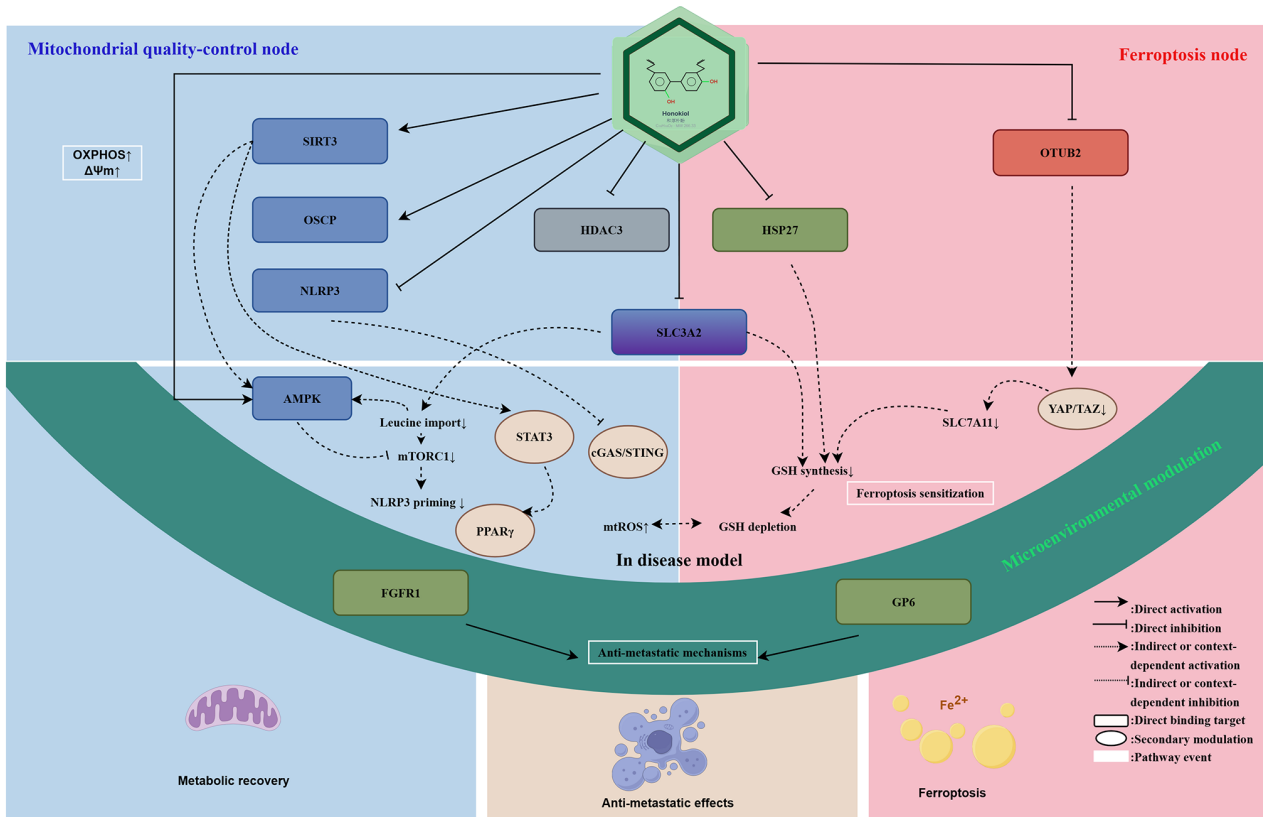 Mitochondrial quality-control node
Ferroptosis node
OH
OH
Honokiol
SIRT3
OTUB2
OXPHOS↑
ΔΨm↑
OSCP
HDAC3
HSP27
NLRP3
SLC3A2
AMPK
Leucine import↓
mTORC1↓
NLRP3 priming↓
STAT3
cGAS/STING
PPARγ
YAP/TAZ↓
SLC7A11↓
GSH synthesis↓
Ferroptosis sensitization
mtROS↑
GSH depletion
In disease model
Microenvironmental modulation
FGFR1
GP6
Anti-metastatic mechanisms
:Direct activation
:Direct inhibition
:Indirect or context-
dependent activation
:Indirect or context-
dependent inhibition
:Direct binding target
:Secondary modulation
:Pathway event
Metabolic recovery
Anti-metastatic effects
Fe2+
Ferroptosis